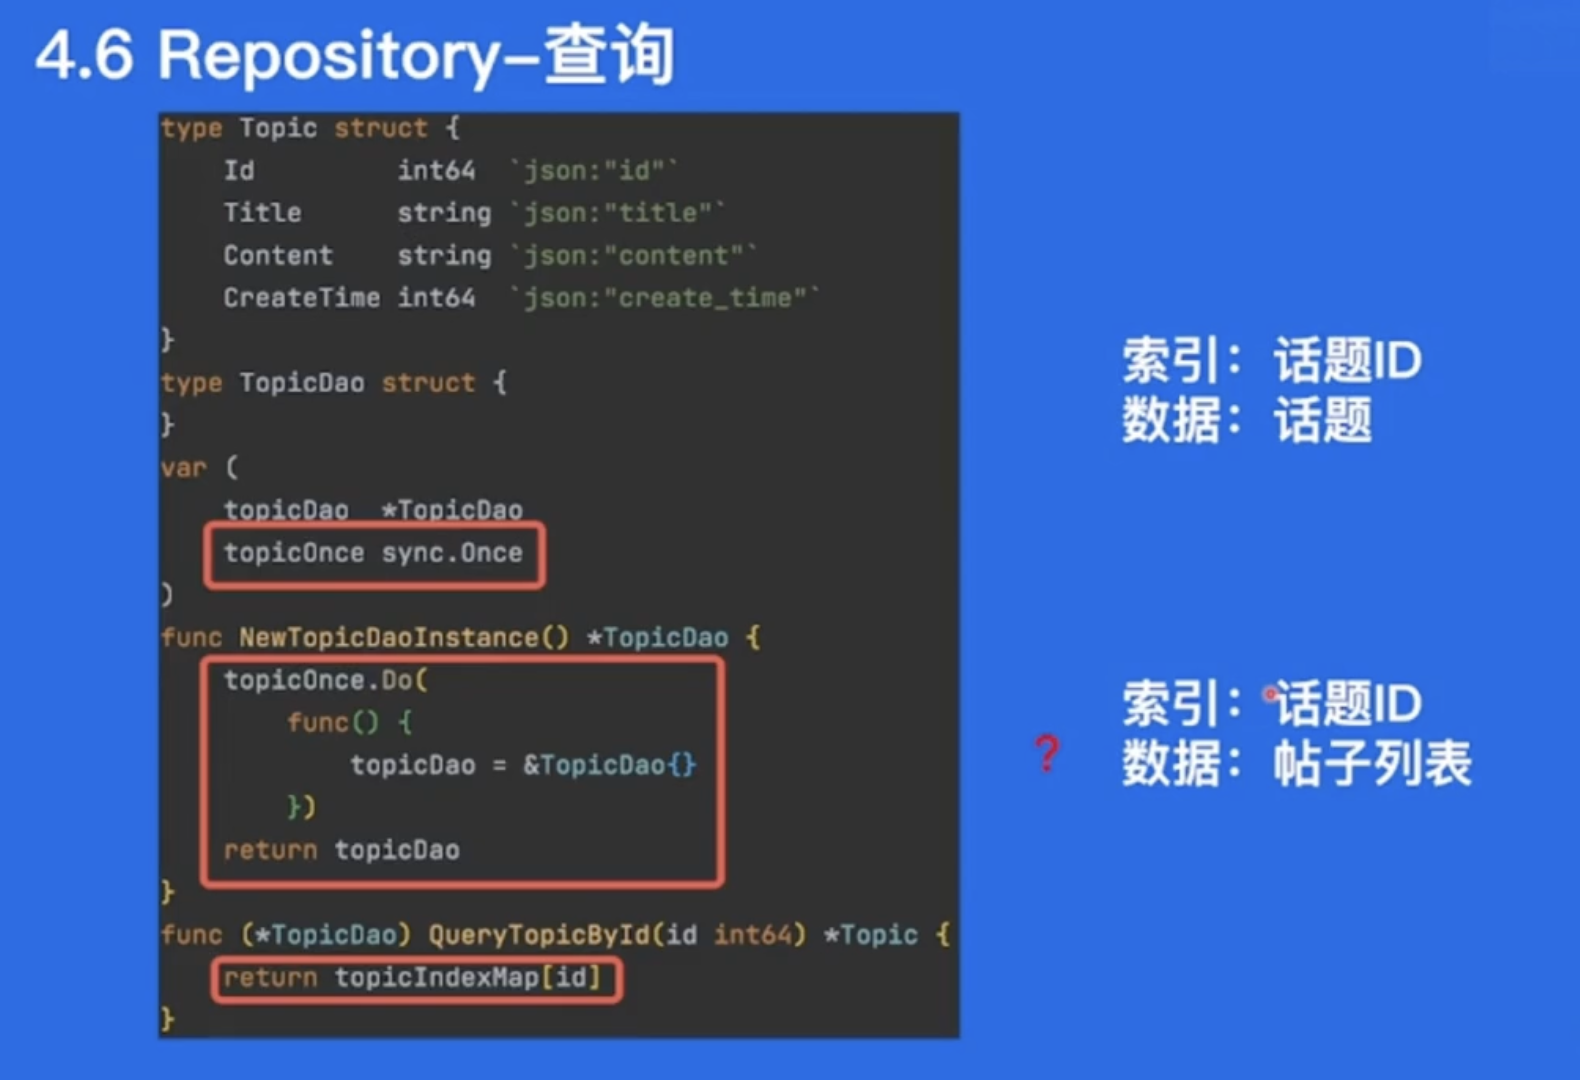 4.6 Repository-查询
type Topic struct {
    Id         int64  `json:"id"`
    Title      string `json:"title"`
    Content    string `json:"content"`
    CreateTime int64  `json:"create_time"`
}
type TopicDao struct {
}
var (
    topicDao  *TopicDao
    topicOnce sync.Once
)
func NewTopicDaoInstance() *TopicDao {
    topicOnce.Do(
        func() {
            topicDao = &TopicDao{}
        })
    return topicDao
}
func (*TopicDao) QueryTopicById(id int64) *Topic {
    return topicIndexMap[id]
}
索引：话题ID
数据：话题
?
索引：话题ID
数据：帖子列表